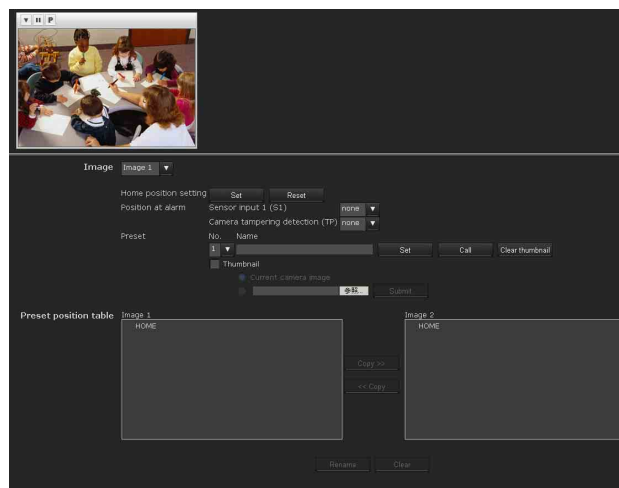 P
Image Image 1
Home position setting Set Reset
Position at alarm Sensor input 1 (S1) none
Camera tampering detection (TP) none
Preset No. Name
1 Set Call Clear thumbnail
Thumbnail
Current camera image
参照... Submit
Preset position table Image 1 Image 2
HOME HOME
Copy >>
<< Copy
Rename Clear